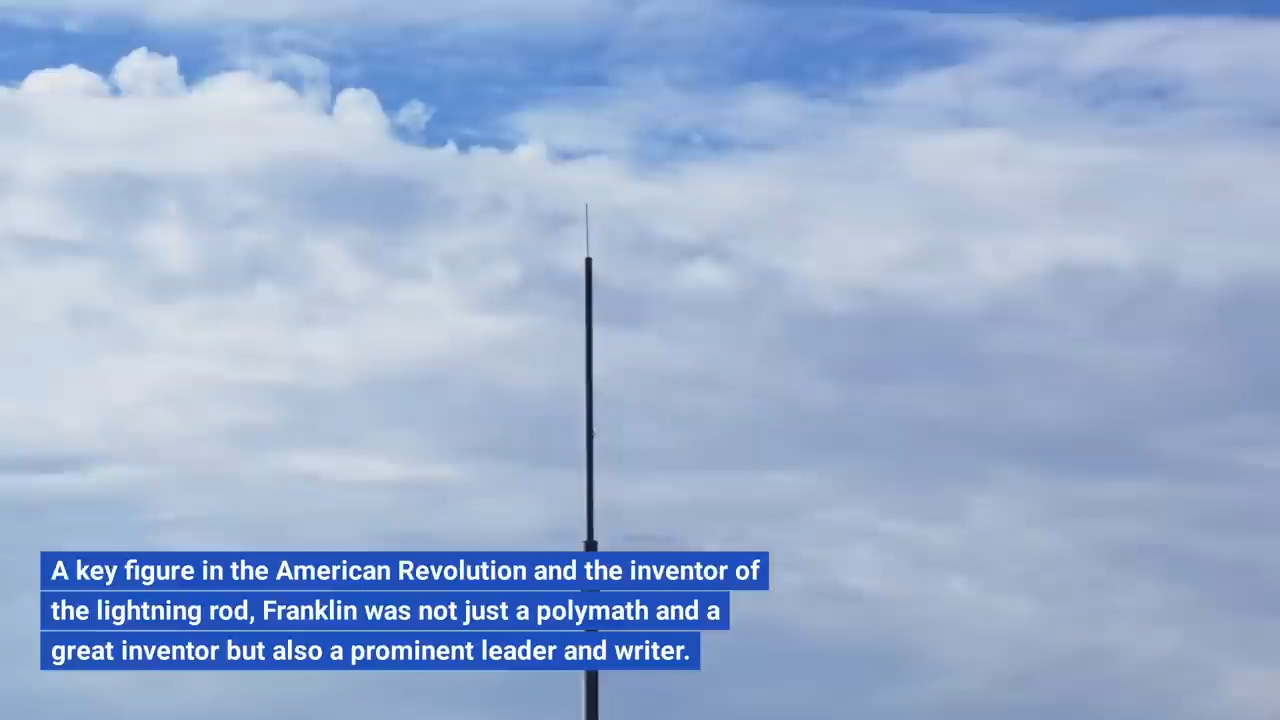 A key figure in the American Revolution and the inventor of
the lightning rod, Franklin was not just a polymath and a
great inventor but also a prominent leader and writer.